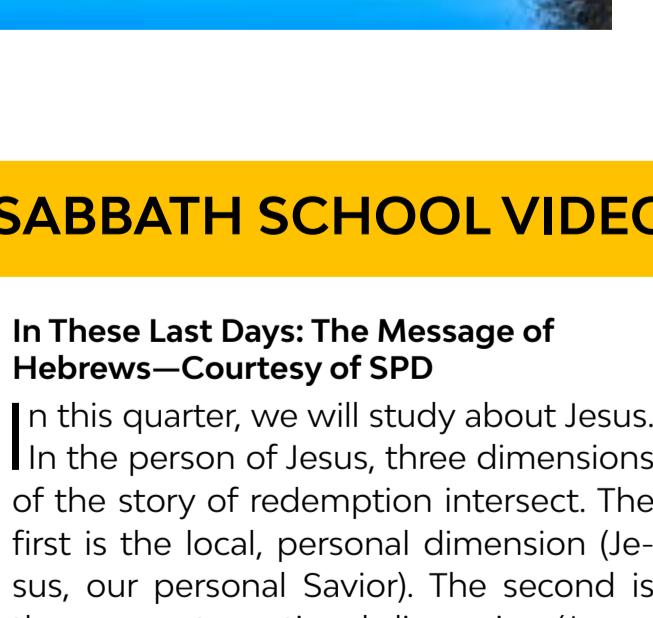 SABBATH SCHOOL VIDEO
In These Last Days: The Message of
Hebrews—Courtesy of SPD
In this quarter, we will study about Jesus.
In the person of Jesus, three dimensions
of the story of redemption intersect. The
first is the local, personal dimension (Je-
sus, our personal Savior). The second is